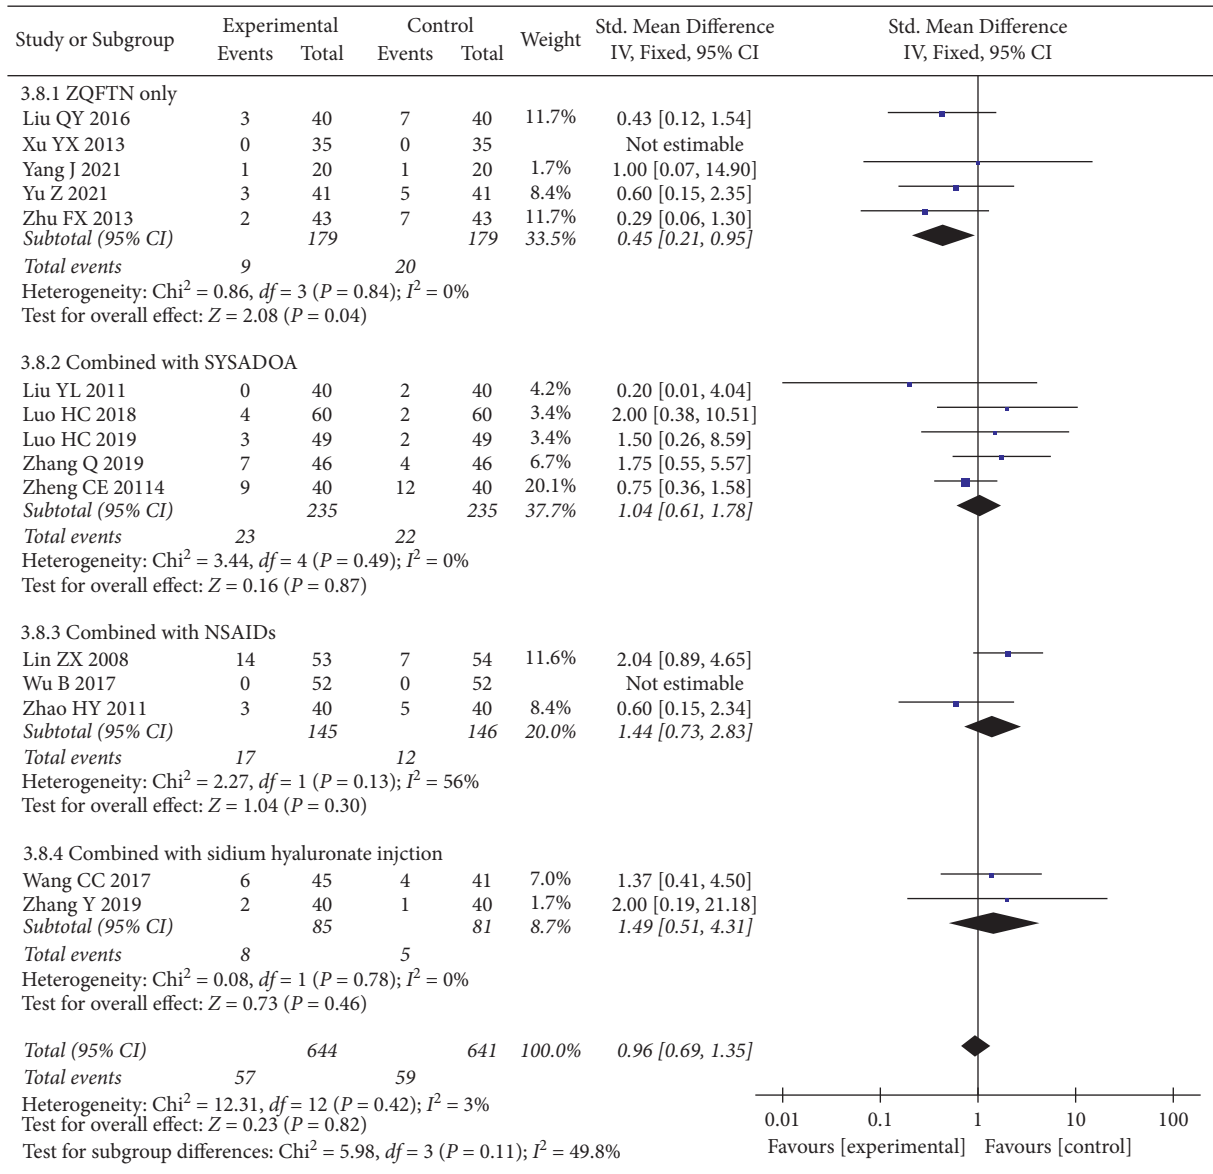 Study or Subgroup Experimental Control Weight Std. Mean Difference Std. Mean Difference
Events Total Events Total IV, Fixed, 95% CI IV, Fixed, 95% CI
3.8.1 ZQFTN only
Liu QY 2016 3 40 7 40 11.7% 0.43 [0.12, 1.54]
Xu YX 2013 0 35 0 35 Not estimable
Yang J 2021 1 20 1 20 1.7% 1.00 [0.07, 14.90]
Yu Z 2021 3 41 5 41 8.4% 0.60 [0.15, 2.35]
Zhu FX 2013 2 43 7 43 11.7% 0.29 [0.06, 1.30]
Subtotal (95% CI) 179 179 33.5% 0.45 [0.21, 0.95]
Total events 9 20
Heterogeneity: Chi² = 0.86, df = 3 (P = 0.84); I² = 0%
Test for overall effect: Z = 2.08 (P = 0.04)
3.8.2 Combined with SYSADOA
Liu YL 2011 0 40 2 40 4.2% 0.20 [0.01, 4.04]
Luo HC 2018 4 60 2 60 3.4% 2.00 [0.38, 10.51]
Luo HC 2019 3 49 2 49 3.4% 1.50 [0.26, 8.59]
Zhang Q 2019 7 46 4 46 6.7% 1.75 [0.55, 5.57]
Zheng CE 20114 9 40 12 40 20.1% 0.75 [0.36, 1.58]
Subtotal (95% CI) 235 235 37.7% 1.04 [0.61, 1.78]
Total events 23 22
Heterogeneity: Chi² = 3.44, df = 4 (P = 0.49); I² = 0%
Test for overall effect: Z = 0.16 (P = 0.87)
3.8.3 Combined with NSAIDs
Lin ZX 2008 14 53 7 54 11.6% 2.04 [0.89, 4.65]
Wu B 2017 0 52 0 52 Not estimable
Zhao HY 2011 3 40 5 40 8.4% 0.60 [0.15, 2.34]
Subtotal (95% CI) 145 146 20.0% 1.44 [0.73, 2.83]
Total events 17 12
Heterogeneity: Chi² = 2.27, df = 1 (P = 0.13); I² = 56%
Test for overall effect: Z = 1.04 (P = 0.30)
3.8.4 Combined with sidium hyaluronate injction
Wang CC 2017 6 45 4 41 7.0% 1.37 [0.41, 4.50]
Zhang Y 2019 2 40 1 40 1.7% 2.00 [0.19, 21.18]
Subtotal (95% CI) 85 81 8.7% 1.49 [0.51, 4.31]
Total events 8 5
Heterogeneity: Chi² = 0.08, df = 1 (P = 0.78); I² = 0%
Test for overall effect: Z = 0.73 (P = 0.46)
Total (95% CI) 644 641 100.0% 0.96 [0.69, 1.35]
Total events 57 59
Heterogeneity: Chi² = 12.31, df = 12 (P = 0.42); I² = 3%
Test for overall effect: Z = 0.23 (P = 0.82)
Test for subgroup differences: Chi² = 5.98, df = 3 (P = 0.11); I² = 49.8%
0.01 0.1 1 10 100
Favours [experimental] Favours [control]